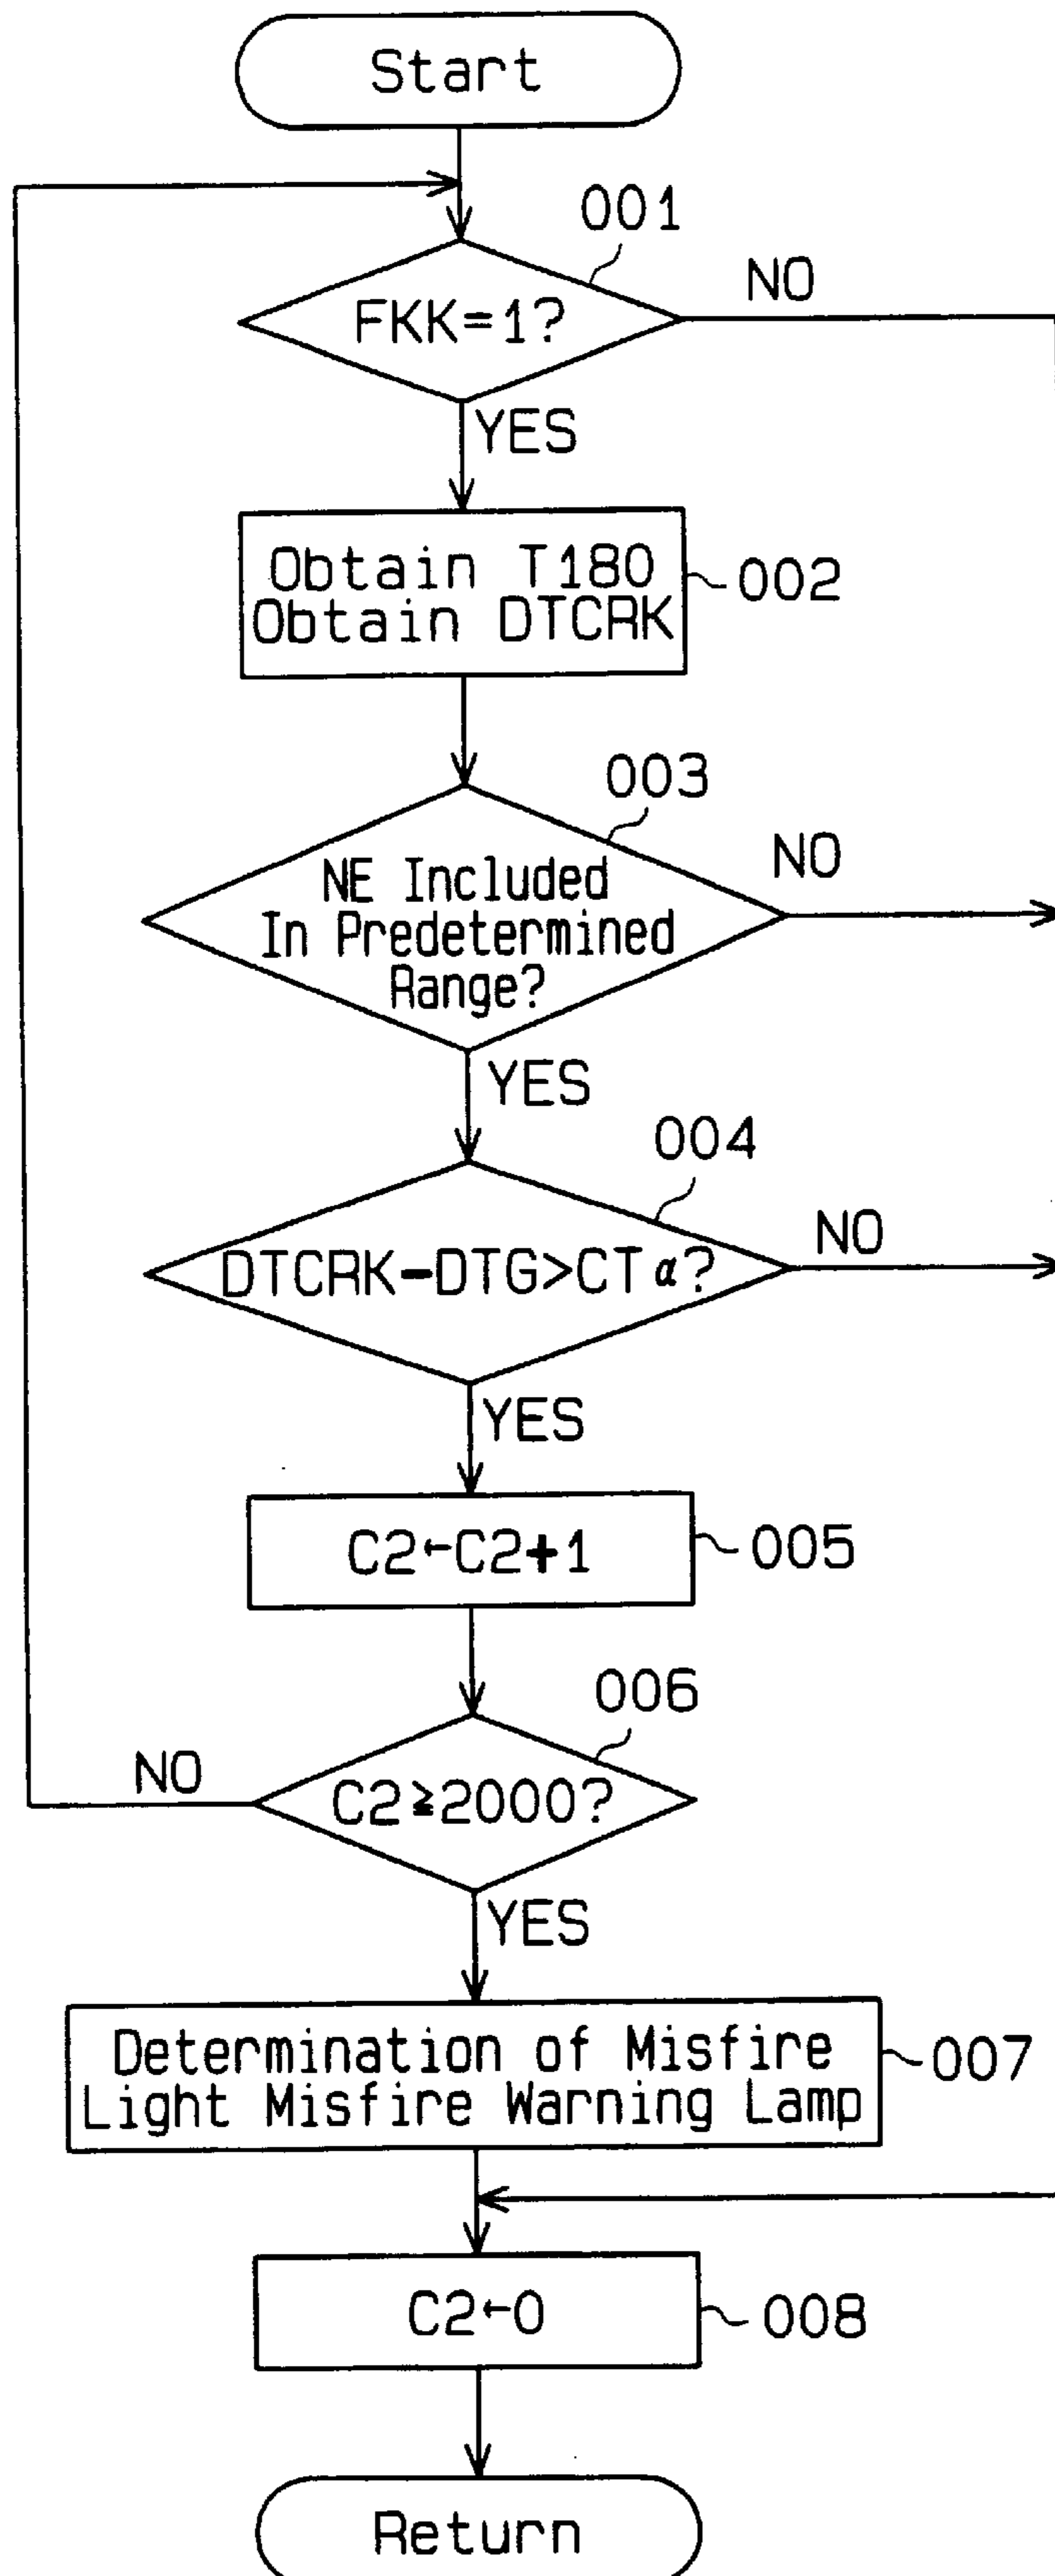 Start
001
FKK=1?
NO
YES
Obtain T180
Obtain DTCRK
002
003
NE Included
In Predetermined
Range?
NO
YES
004
DTCRK-DTG>CTα?
NO
YES
C2←C2+1
005
006
C2≧2000?
NO
YES
Determination of Misfire
Light Misfire Warning Lamp
007
C2←0
008
Return